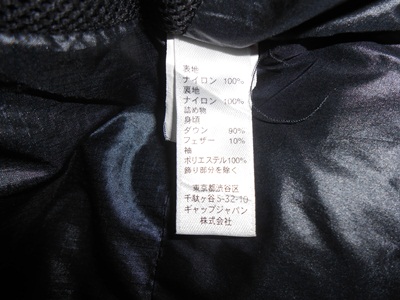 表地
ナイロン 100%
裏地
ナイロン 100%
詰め物
身頃
ダウン 90%
フェザー 10%
袖
ポリエステル100%
飾り部分を除く
東京都渋谷区
千駄ヶ谷5-32-10
ギャップジャパン
株式会社